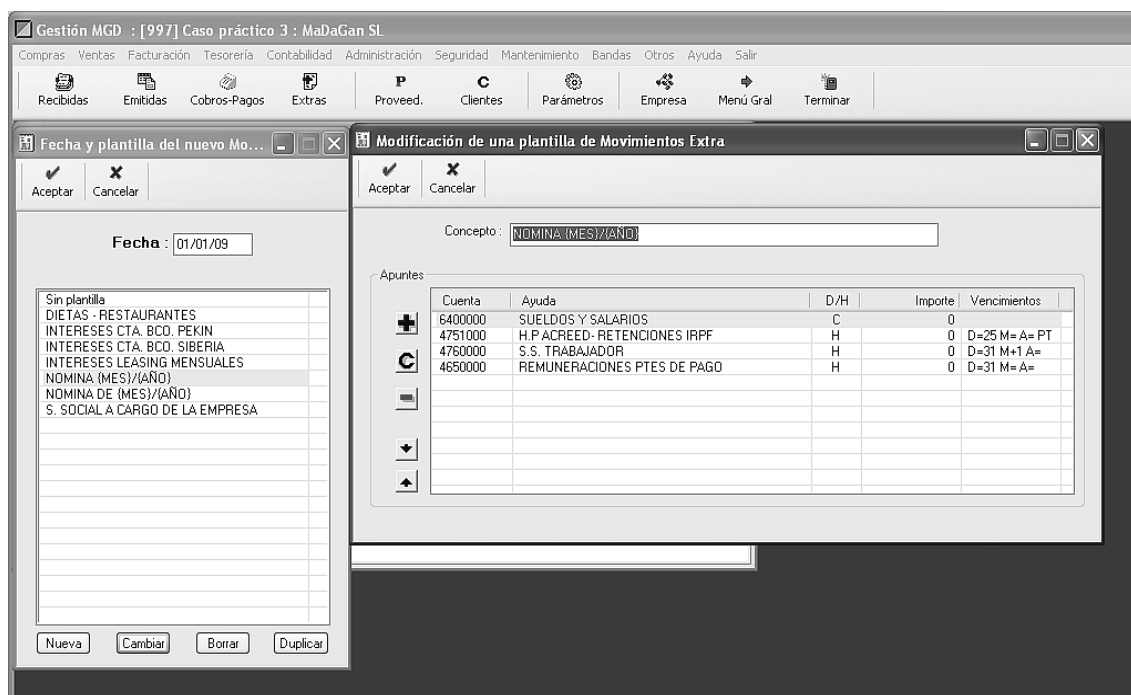 Gestión MGD : [997] Caso práctico 3 : MaDaGan SL
Compras Ventas Facturación Tesorería Contabilidad Administración Seguridad Mantenimiento Bandas Otros Ayuda Salir
Recibidas Emitidas Cobros-Pagos Extras P Proveed. C Clientes Parámetros Empresa Menú Gral Terminar
Fecha y plantilla del nuevo Mo...
Aceptar Cancelar
Fecha : 01/01/09
Sin plantilla
DIETAS - RESTAURANTES
INTERESES CTA. BCO. PEKIN
INTERESES CTA. BCO. SIBERIA
INTERESES LEASING MENSUALES
NOMINA {MES}/{AÑO}
NOMINA DE {MES}/{AÑO}
S. SOCIAL A CARGO DE LA EMPRESA
Nueva Cambiar Borrar Duplicar
Modificación de una plantilla de Movimientos Extra
Aceptar Cancelar
Concepto : NOMINA {MES}/{AÑO}
Apuntes
Cuenta Ayuda D/H Importe Vencimientos
6400000 SUELDOS Y SALARIOS C 0
4751000 H.P ACREED- RETENCIONES IRPF H 0 D=25 M= A= PT
4760000 S.S. TRABAJADOR H 0 D=31 M+1 A=
4650000 REMUNERACIONES PTES DE PAGO H 0 D=31 M= A=
C